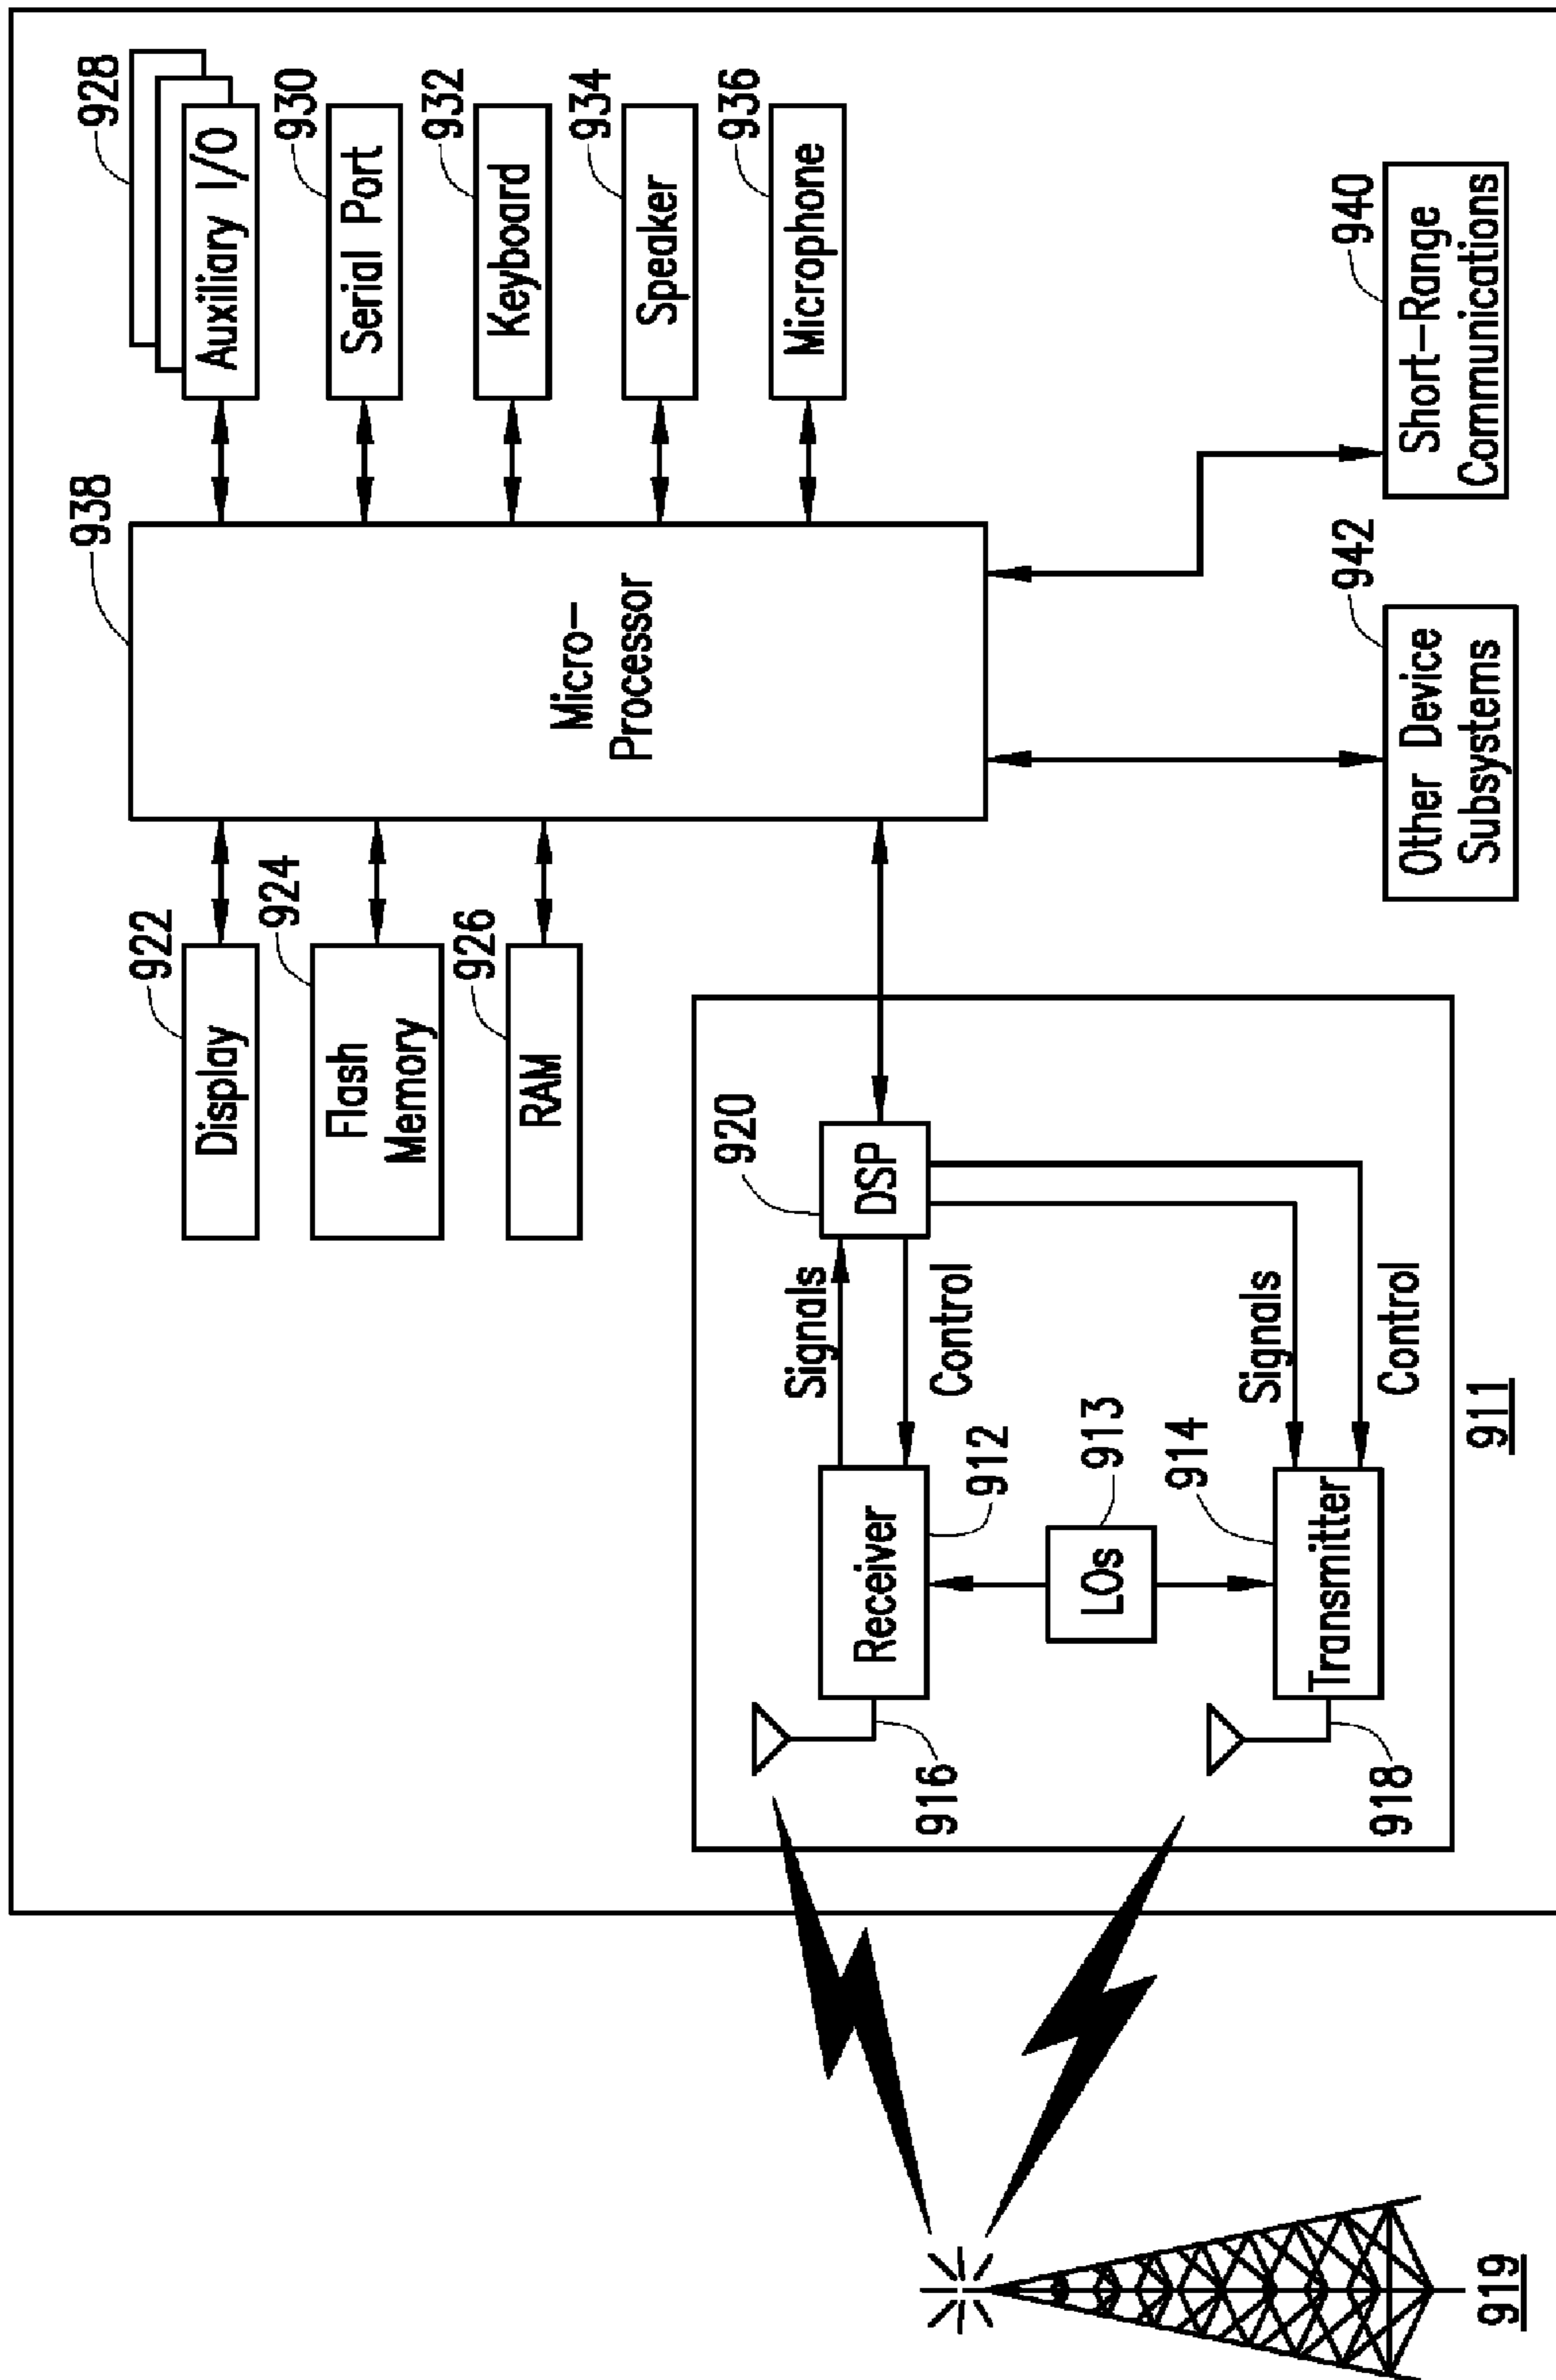 938
928
922
Display
Auxiliary I/O
930
924
Flash
Memory
Serial Port
932
926
RAM
Keyboard
Micro-
Processor
934
Speaker
936
Microphone
920
DSP
Signals
Control
Receiver
912
916
LOs
913
914
Signals
Control
Transmitter
918
911
942
Other Device
Subsystems
940
Short-Range
Communications
919